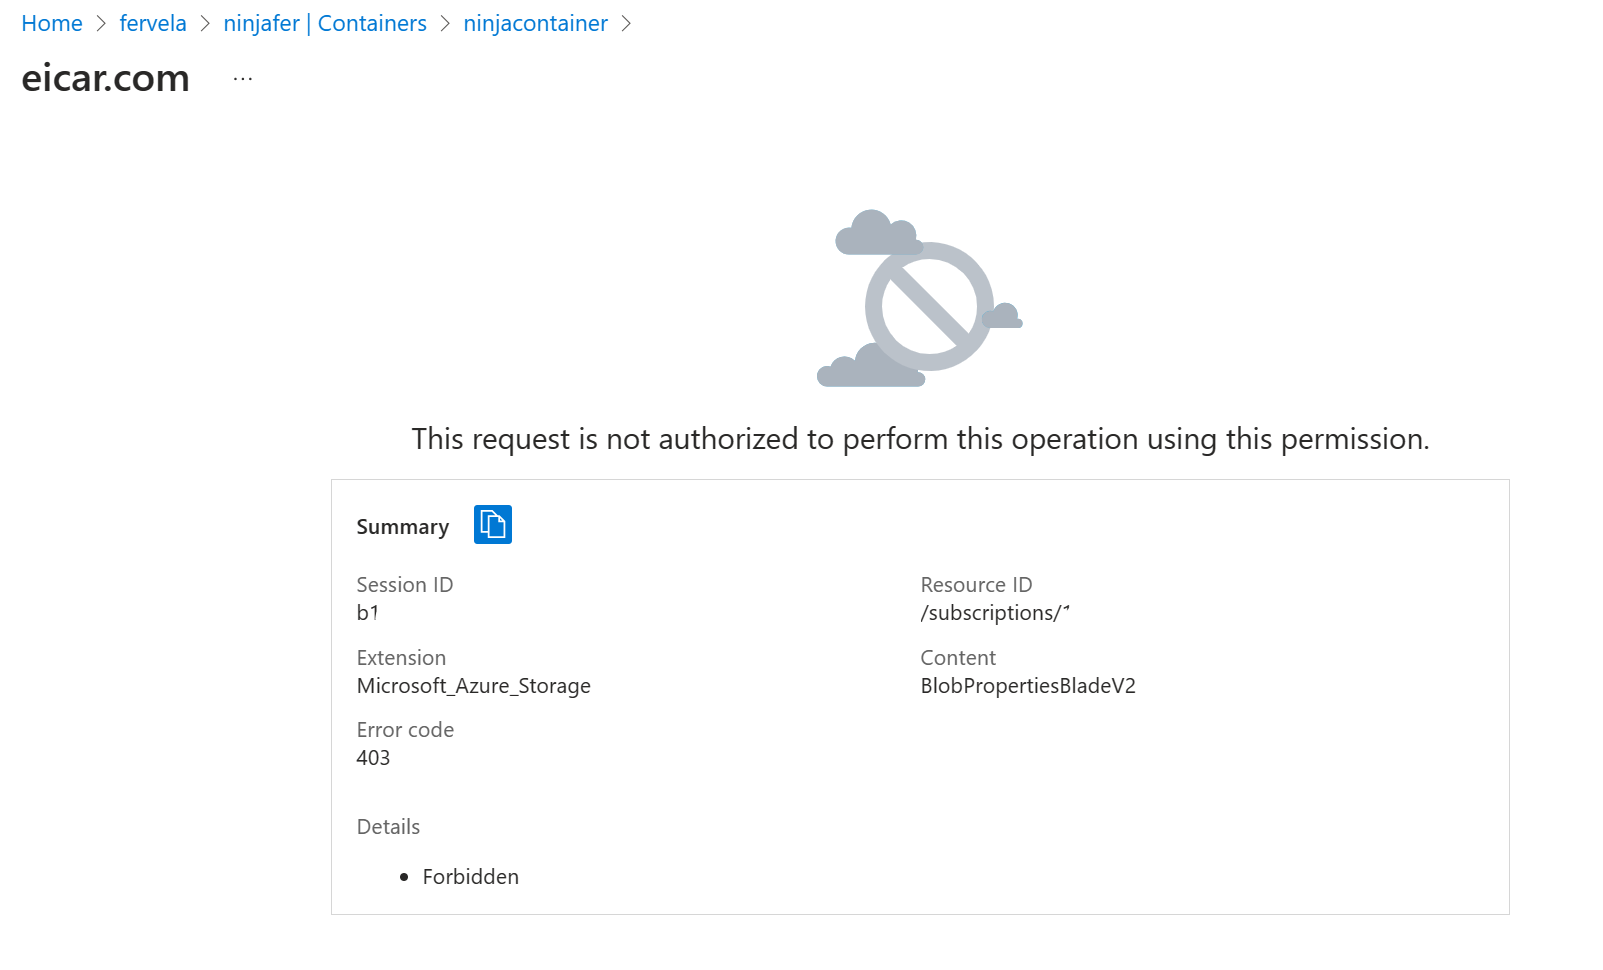 Home > fervela > ninjafer | Containers > ninjacontainer >
eicar.com ...
This request is not authorized to perform this operation using this permission.
Summary
Session ID
b1
Resource ID
/subscriptions/1
Extension
Microsoft_Azure_Storage
Content
BlobPropertiesBladeV2
Error code
403
Details
• Forbidden